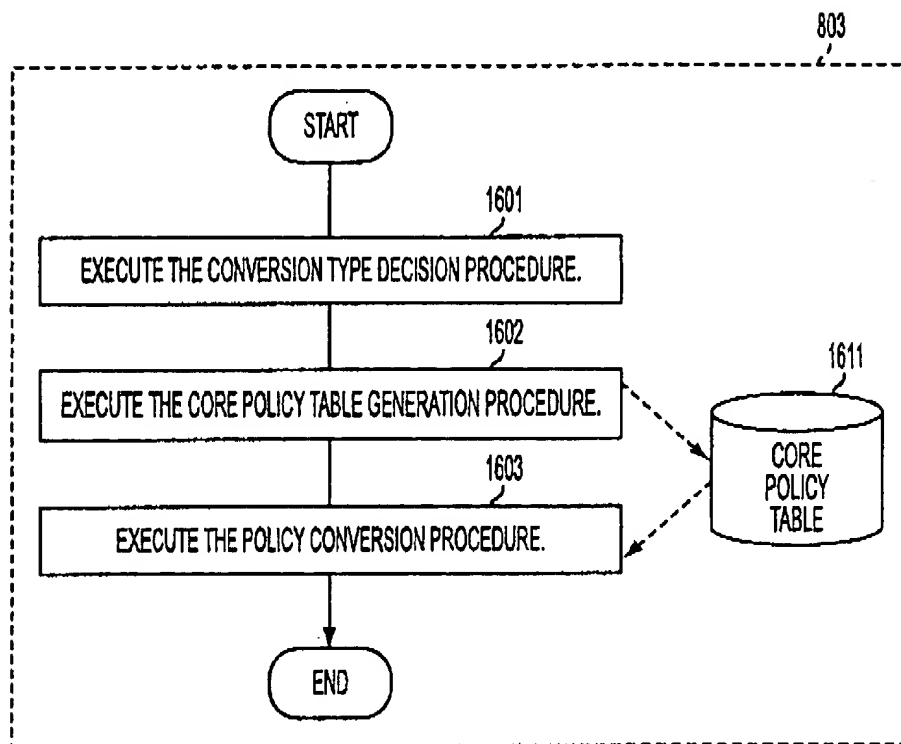 803
START
1601
EXECUTE THE CONVERSION TYPE DECISION PROCEDURE.
1602
EXECUTE THE CORE POLICY TABLE GENERATION PROCEDURE.
1611
CORE
POLICY
TABLE
1603
EXECUTE THE POLICY CONVERSION PROCEDURE.
END